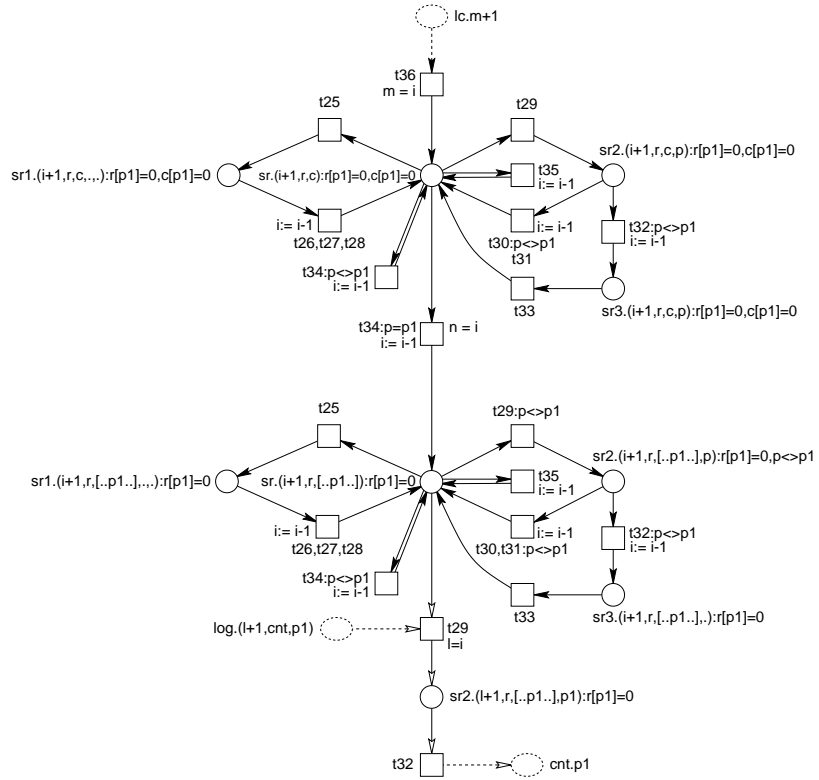 lc.m+1
t36
m = i
t25
t29
sr1.(i+1,r,c,.,.):r[p1]=0,c[p1]=0
sr.(i+1,r,c):r[p1]=0,c[p1]=0
t35
i:= i-1
sr2.(i+1,r,c,p):r[p1]=0,c[p1]=0
i:= i-1
t26,t27,t28
i:= i-1
t30:p<>p1
t31
t32:p<>p1
i:= i-1
t34:p<>p1
i:= i-1
t33
sr3.(i+1,r,c,p):r[p1]=0,c[p1]=0
t34:p=p1
i:= i-1
n = i
t25
t29:p<>p1
sr1.(i+1,r,[..p1..],.,.):r[p1]=0
sr.(i+1,r,[..p1..]):r[p1]=0
t35
i:= i-1
sr2.(i+1,r,[..p1..],p):r[p1]=0,p<>p1
i:= i-1
t26,t27,t28
i:= i-1
t30,t31:p<>p1
t32:p<>p1
i:= i-1
t34:p<>p1
i:= i-1
t33
sr3.(i+1,r,[..p1..],.):r[p1]=0
log.(l+1,cnt,p1)
t29
l=i
sr2.(l+1,r,[..p1..],p1):r[p1]=0
t32
cnt.p1